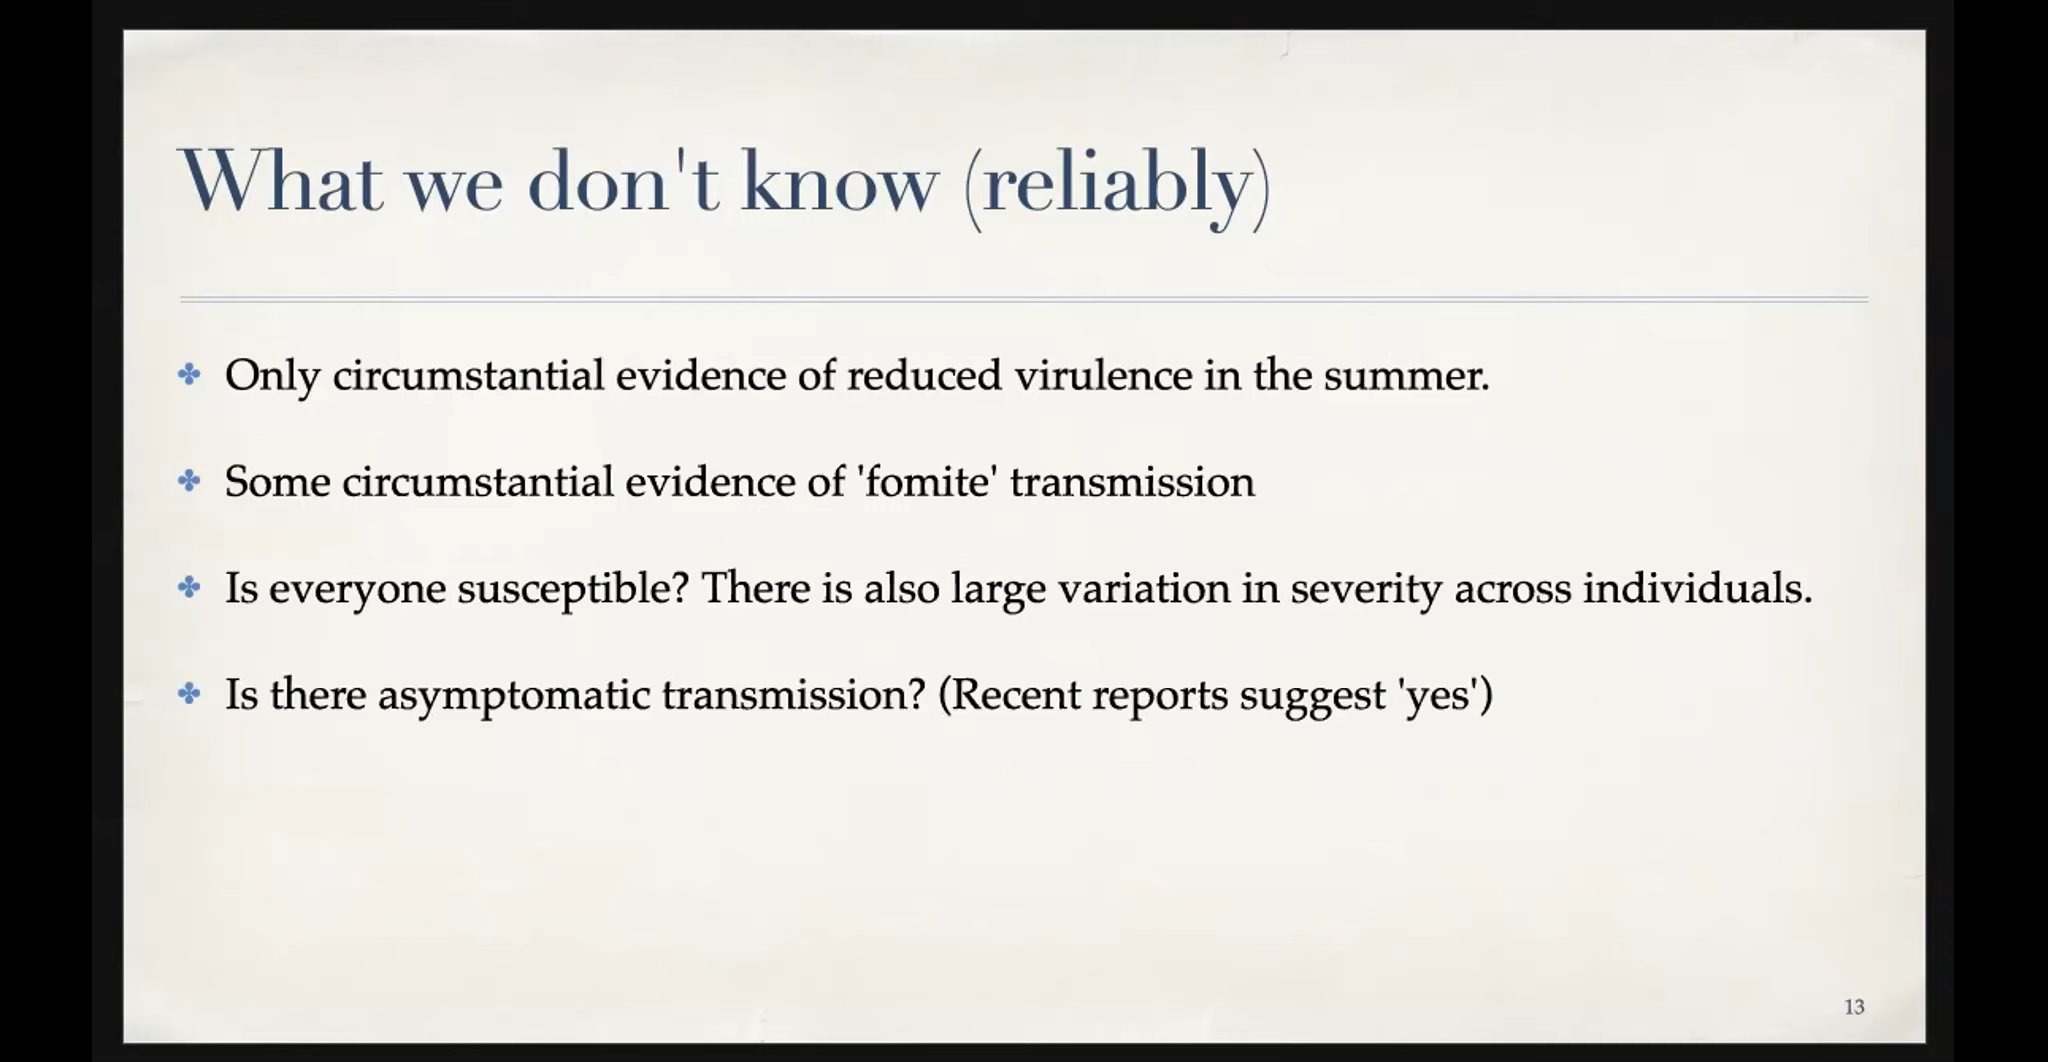 What we don't know (reliably)
Only circumstantial evidence of reduced virulence in the summer.
Some circumstantial evidence of 'fomite' transmission
Is everyone susceptible? There is also large variation in severity across individuals.
Is there asymptomatic transmission? (Recent reports suggest 'yes')
13